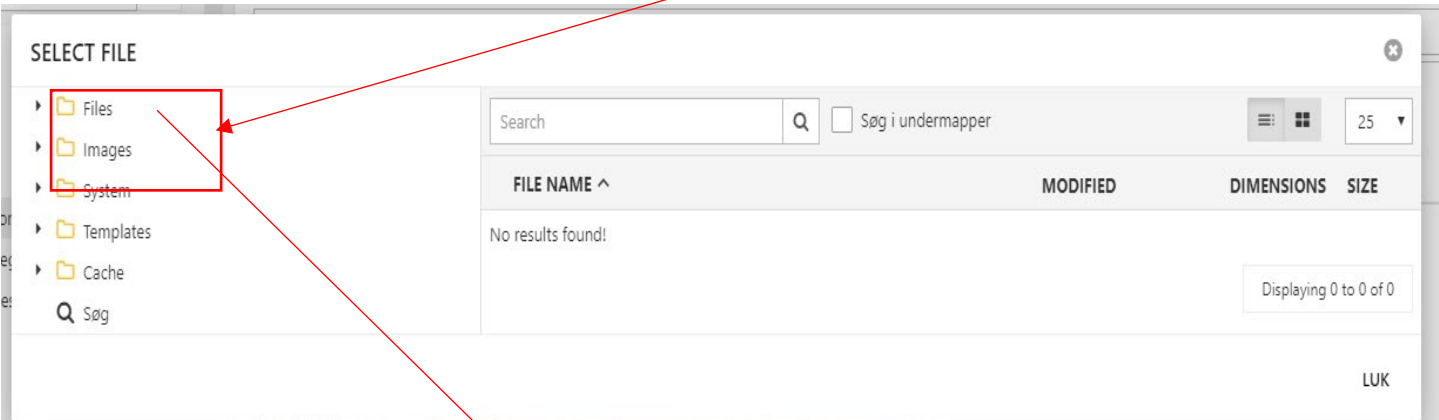 SELECT FILE
Files
Images
System
Templates
Cache
Søg
Search
Søg i undermapper
25
FILE NAME
MODIFIED
DIMENSIONS
SIZE
No results found!
Displaying 0 to 0 of 0
LUK